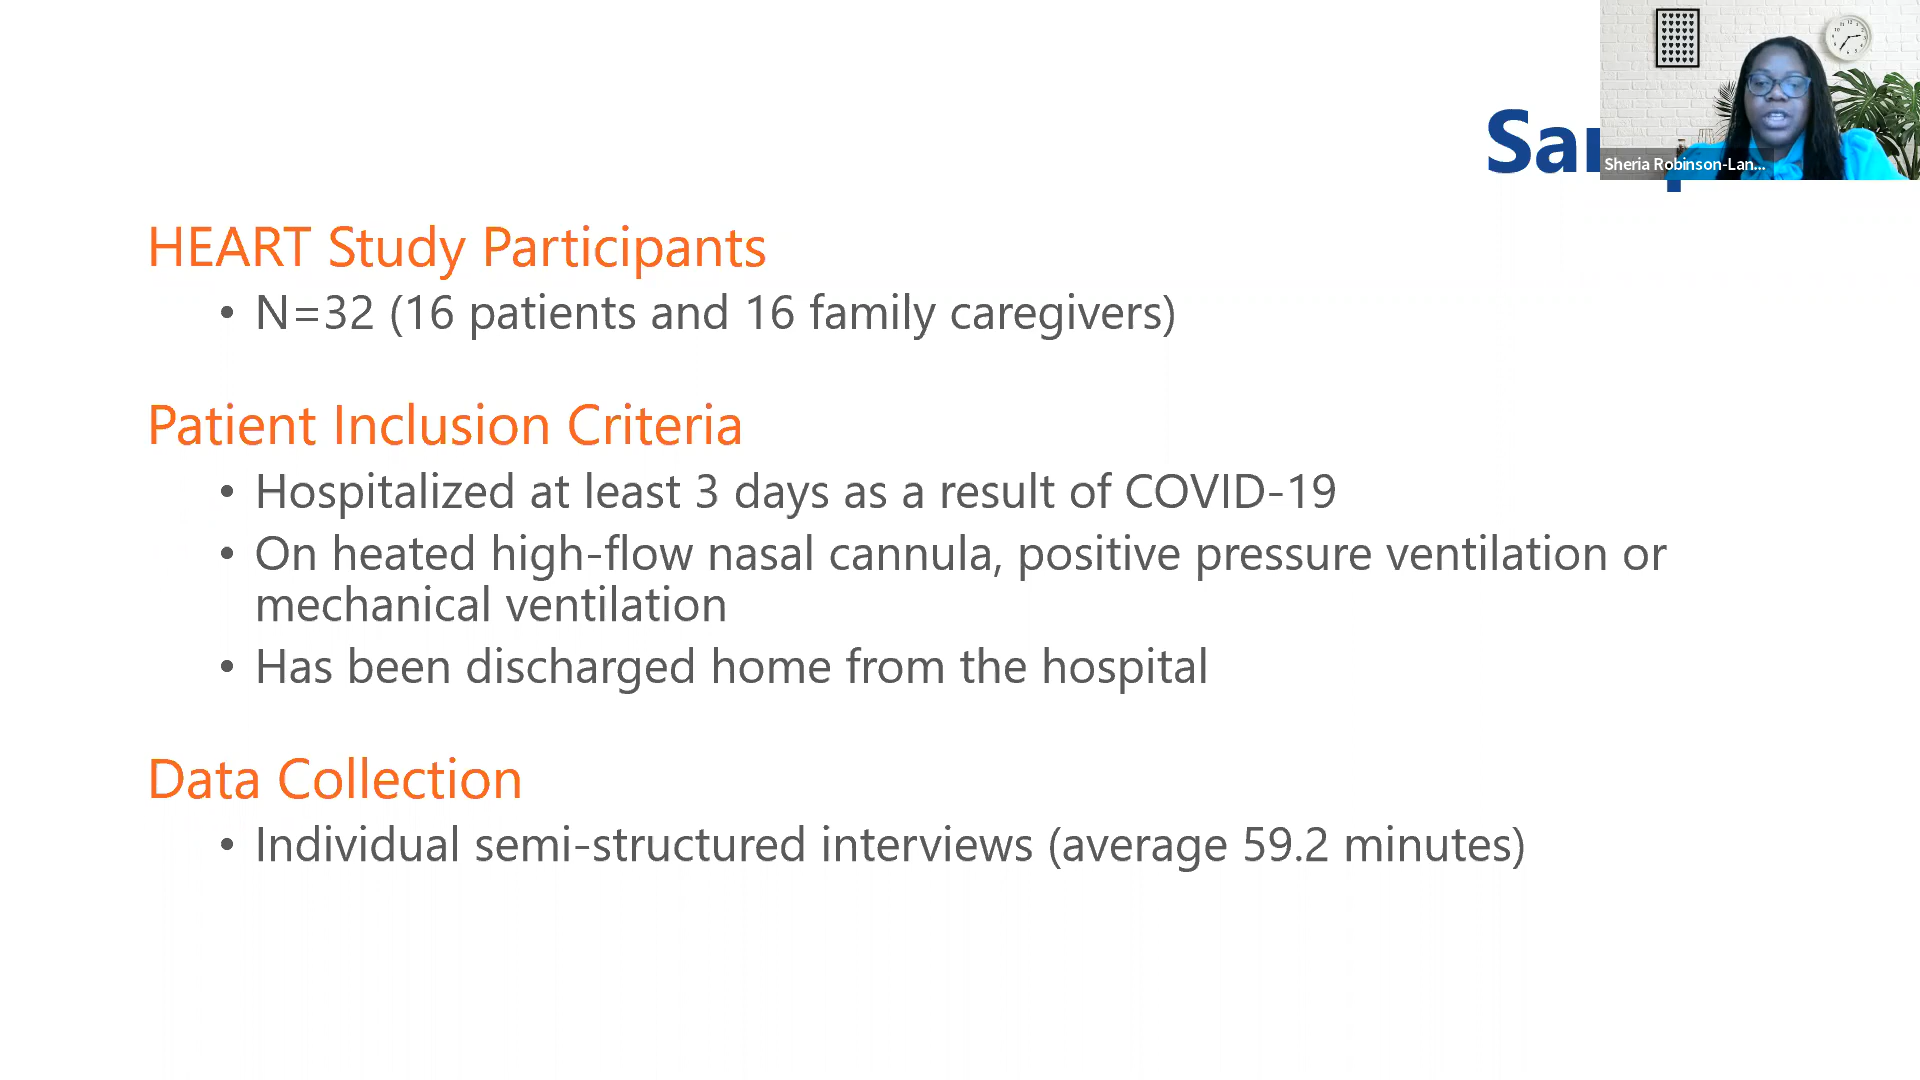 Sheria Robinson-Lan...
HEART Study Participants
• N=32 (16 patients and 16 family caregivers)
Patient Inclusion Criteria
• Hospitalized at least 3 days as a result of COVID-19
• On heated high-flow nasal cannula, positive pressure ventilation or
mechanical ventilation
• Has been discharged home from the hospital
Data Collection
• Individual semi-structured interviews (average 59.2 minutes)